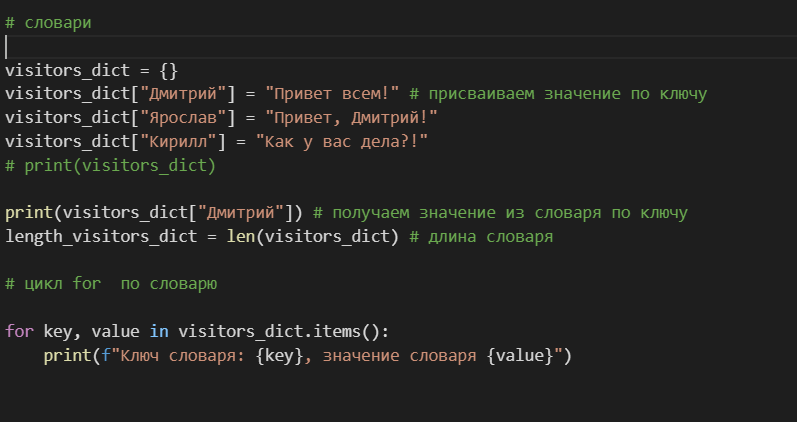 # словари
visitors_dict = {}
visitors_dict["Дмитрий"] = "Привет всем!" # присваиваем значение по ключу
visitors_dict["Ярослав"] = "Привет, Дмитрий!"
visitors_dict["Кирилл"] = "Как у вас дела?!"
# print(visitors_dict)
print(visitors_dict["Дмитрий"]) # получаем значение из словаря по ключу
length_visitors_dict = len(visitors_dict) # длина словаря
# цикл for  по словарю
for key, value in visitors_dict.items():
    print(f"Ключ словаря: {key}, значение словаря {value}")